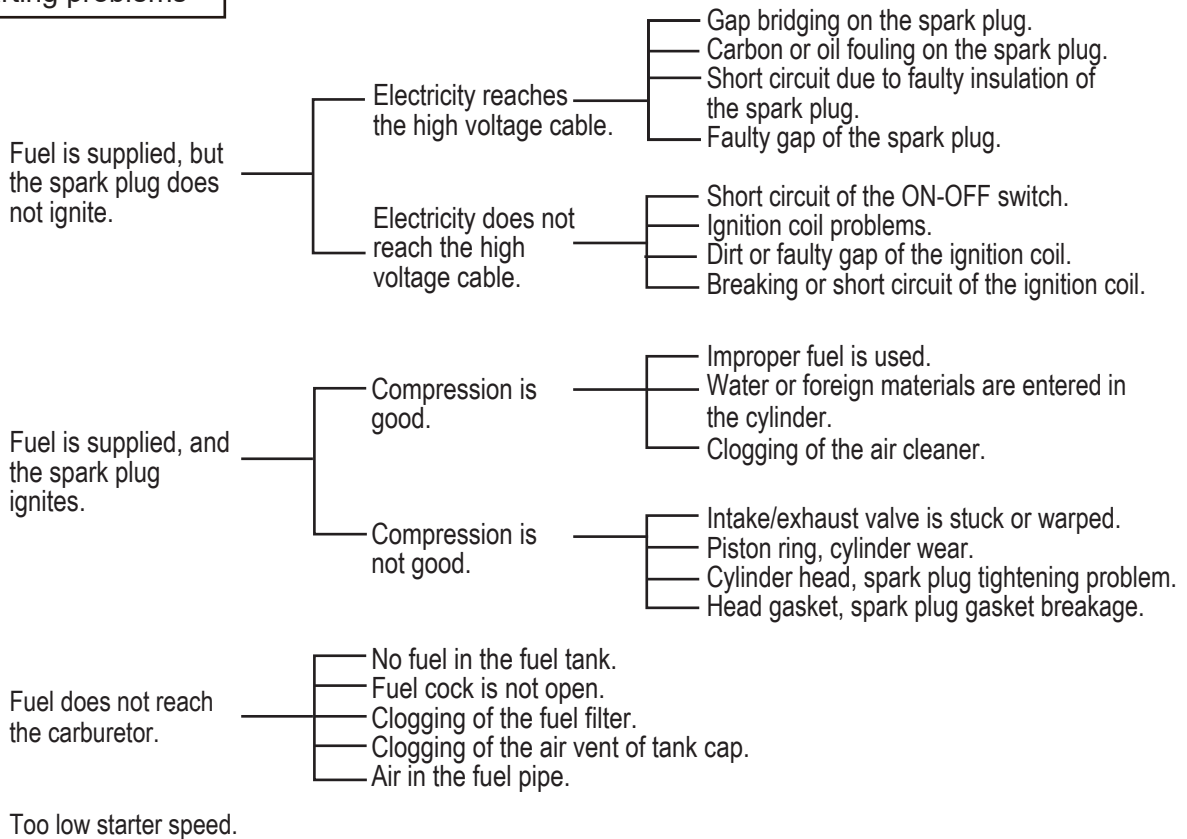 problems
Fuel is supplied, but
the spark plug does
not ignite.
Electricity reaches
the high voltage cable.
Gap bridging on the spark plug.
Carbon or oil fouling on the spark plug.
Short circuit due to faulty insulation of
the spark plug.
Faulty gap of the spark plug.
Electricity does not
reach the high
voltage cable.
Short circuit of the ON-OFF switch.
Ignition coil problems.
Dirt or faulty gap of the ignition coil.
Breaking or short circuit of the ignition coil.
Fuel is supplied, and
the spark plug
ignites.
Compression is
good.
Improper fuel is used.
Water or foreign materials are entered in
the cylinder.
Clogging of the air cleaner.
Compression is
not good.
Intake/exhaust valve is stuck or warped.
Piston ring, cylinder wear.
Cylinder head, spark plug tightening problem.
Head gasket, spark plug gasket breakage.
Fuel does not reach
the carburetor.
No fuel in the fuel tank.
Fuel cock is not open.
Clogging of the fuel filter.
Clogging of the air vent of tank cap.
Air in the fuel pipe.
Too low starter speed.